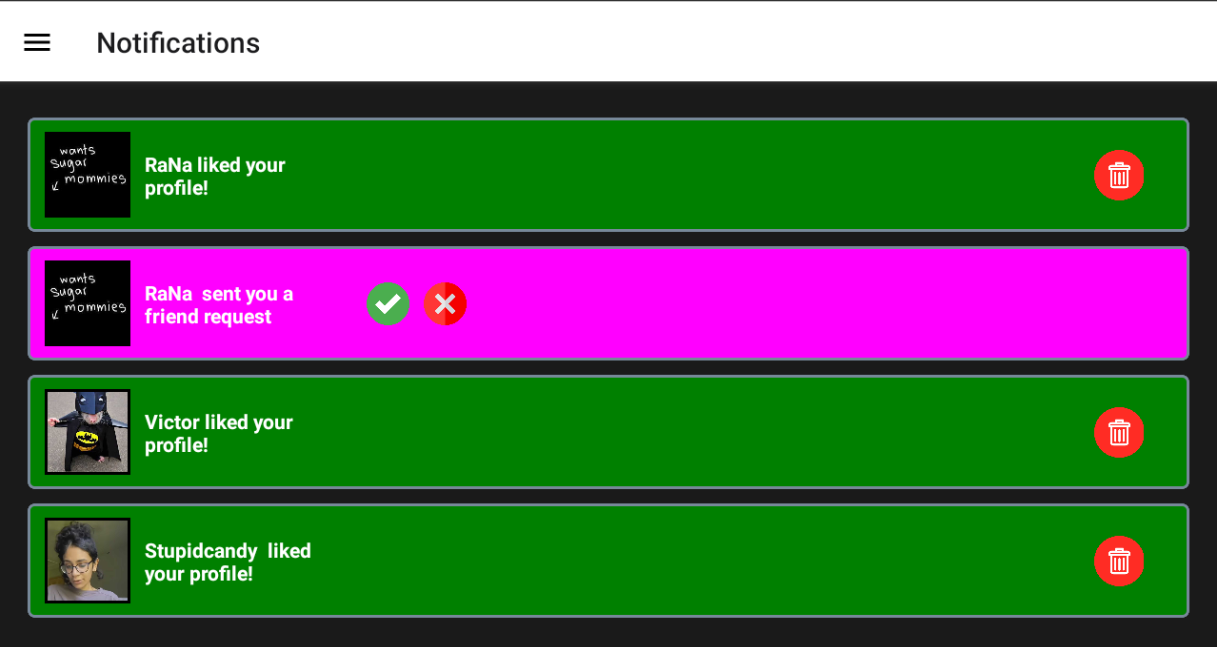 Notifications
wants
sugar
mommies
RaNa liked your
profile!
wants
sugar
mommies
RaNa sent you a
friend request
Victor liked your
profile!
Stupidcandy liked
your profile!